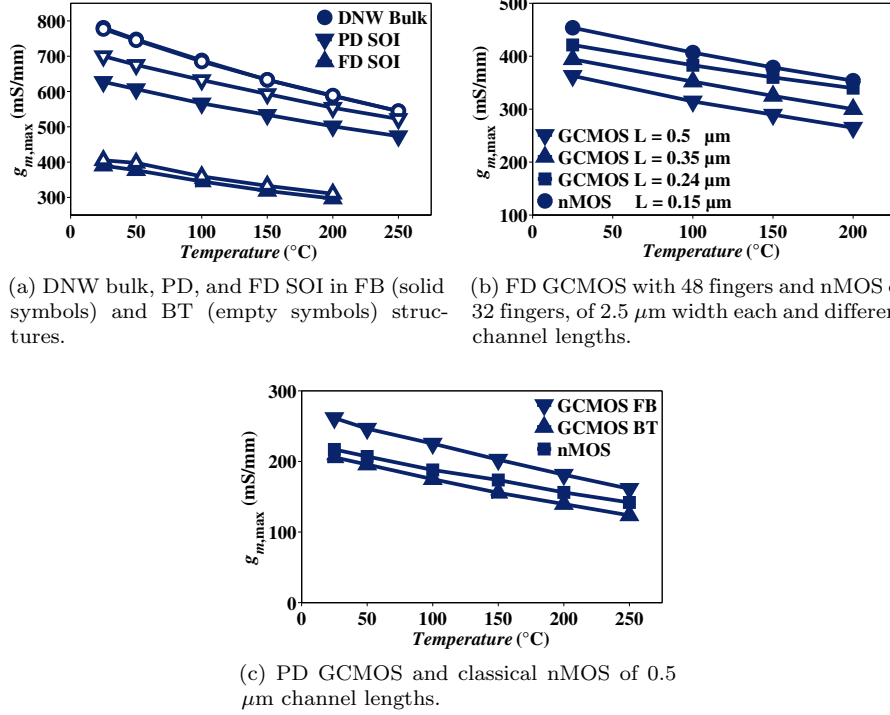 800
700
600
500
400
300
g m,max (mS/mm)
DNW Bulk
PD SOI
FD SOI
0 50 100 150 200 250
Temperature (°C)
(a) DNW bulk, PD, and FD SOI in FB (solid
symbols) and BT (empty symbols) struc-
tures.
500
400
300
200
100
g m,max (mS/mm)
GCMOS L = 0.5 μm
GCMOS L = 0.35 μm
GCMOS L = 0.24 μm
nMOS L = 0.15 μm
0 50 100 150 200
Temperature (°C)
(b) FD GCMOS with 48 fingers and nMOS
32 fingers, of 2.5 μm width each and differen
channel lengths.
300
200
100
0
g m,max (mS/mm)
GCMOS FB
GCMOS BT
nMOS
0 50 100 150 200 250
Temperature (°C)
(c) PD GCMOS and classical nMOS of 0.5
μm channel lengths.